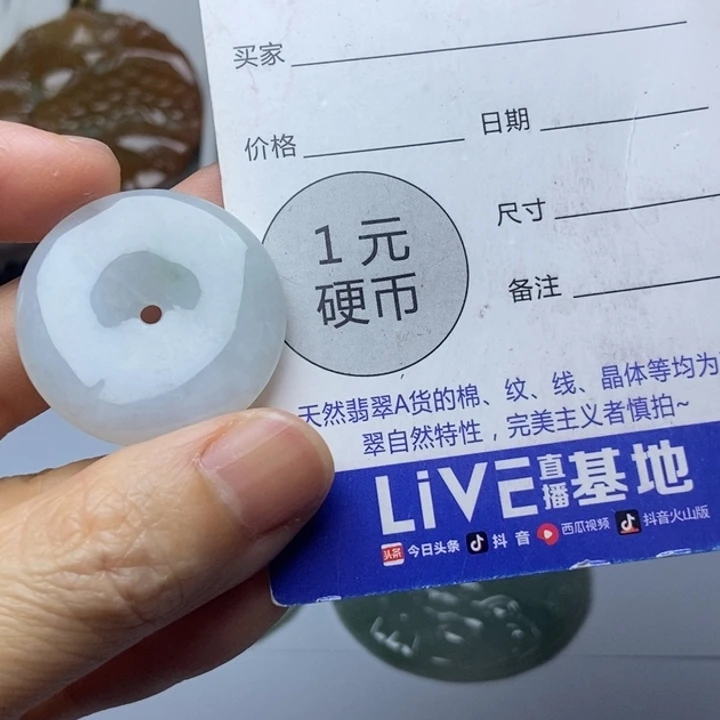 买家
价格
日期
1元
硬币
尺寸
备注
天然翡翠A货的棉、纹、线、晶体等均为
翠自然特性，完美主义者慎拍~
LiVE直播基地
头条 今日头条 抖音 西瓜视频 抖音火山版